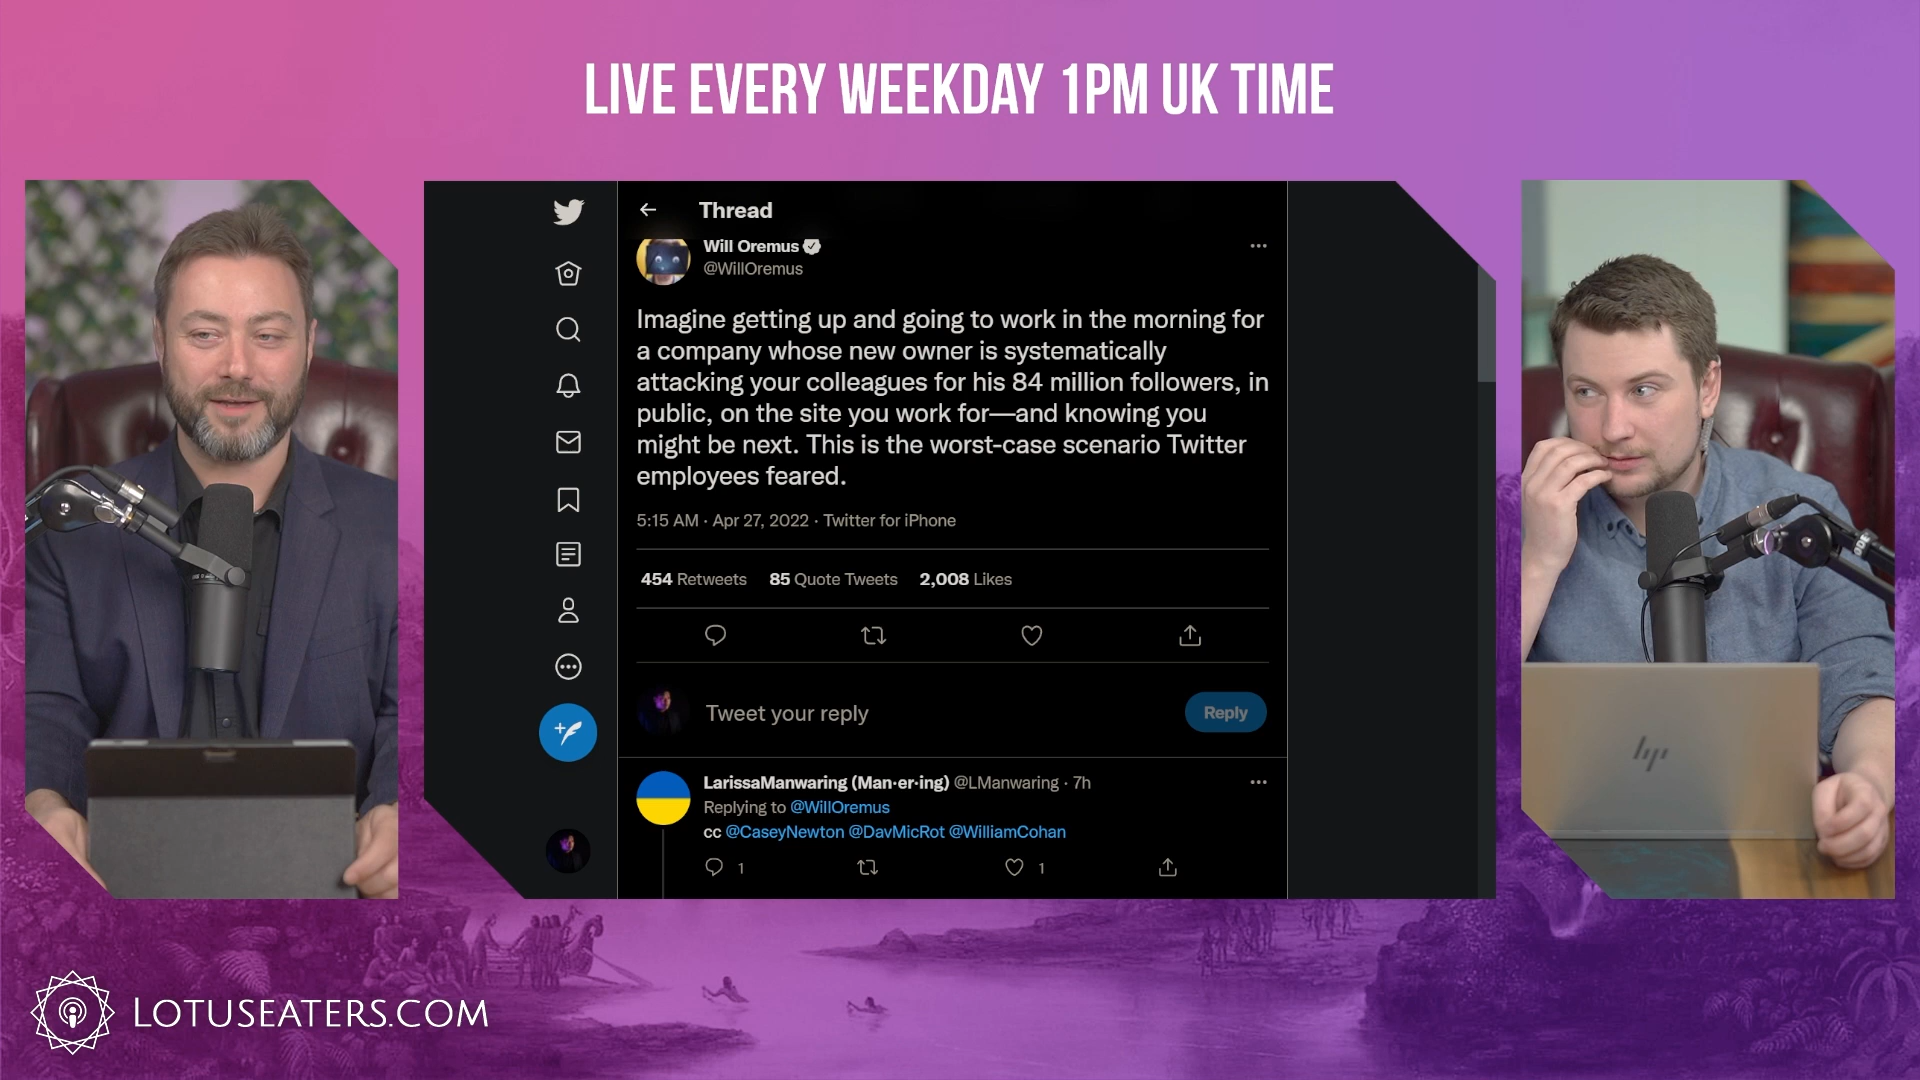 LIVE EVERY WEEKDAY 1PM UK TIME
Thread
Will Oremus
@WillOremus
Imagine getting up and going to work in the morning for
a company whose new owner is systematically
attacking your colleagues for his 84 million followers, in
public, on the site you work for—and knowing you
might be next. This is the worst-case scenario Twitter
employees feared.
5:15 AM · Apr 27, 2022 · Twitter for iPhone
454 Retweets 85 Quote Tweets 2,008 Likes
Tweet your reply
Reply
LarissaManwaring (Man·er·ing) @LManwaring · 7h
Replying to @WillOremus
cc @CaseyNewton @DavMicRot @WilliamCohan
1 1
hp
LOTUSEATERS.COM